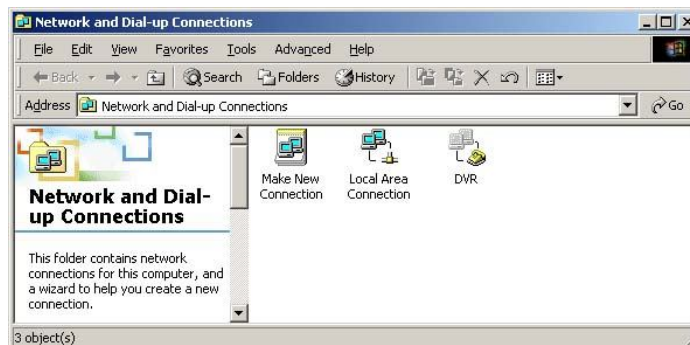 Network and Dial-up Connections
File Edit View Favorites Tools Advanced Help
Back Search Folders History
Address Network and Dial-up Connections Go
Make New Connection
Local Area Connection
DVR
Network and Dial-
up Connections
This folder contains network
connections for this computer, and
a wizard to help you create a new
connection.
3 object(s)